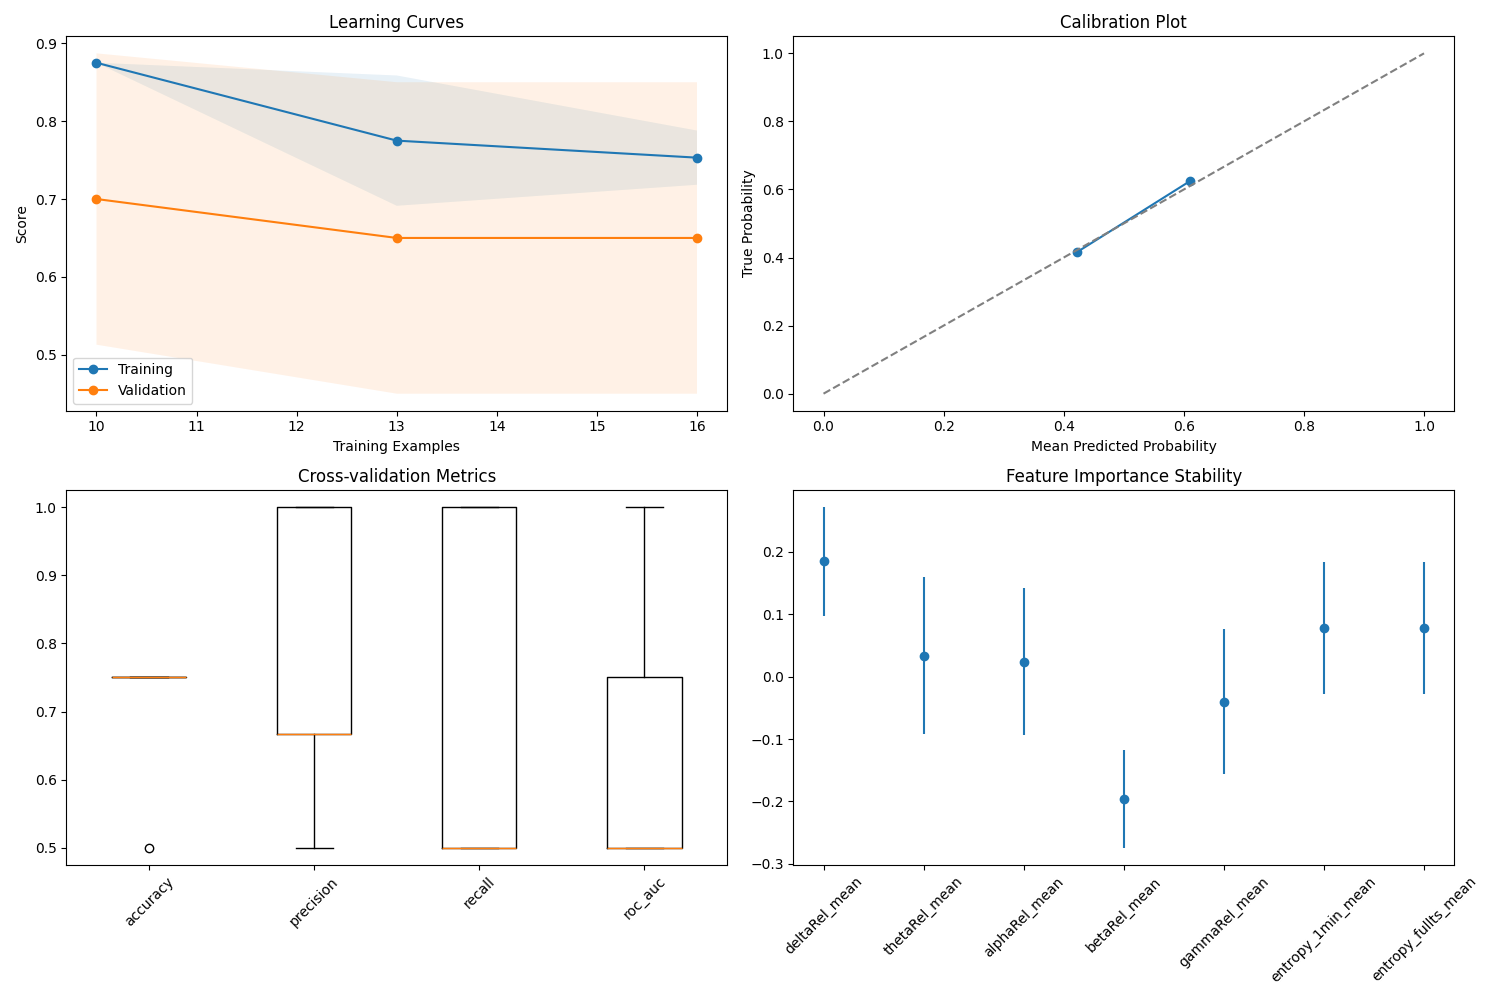 Learning Curves
0.9
0.8
0.7
0.6
0.5
Score
Training
Validation
10 11 12 13 14 15 16
Training Examples
Calibration Plot
1.0
0.8
0.6
0.4
0.2
0.0
True Probability
0.0 0.2 0.4 0.6 0.8 1.0
Mean Predicted Probability
Cross-validation Metrics
1.0
0.9
0.8
0.7
0.6
0.5
accuracy precision recall roc_auc
Feature Importance Stability
0.2
0.1
0.0
−0.1
−0.2
−0.3
deltaRel_mean thetaRel_mean alphaRel_mean betaRel_mean gammaRel_mean entropy_1min_mean entropy_fullts_mean